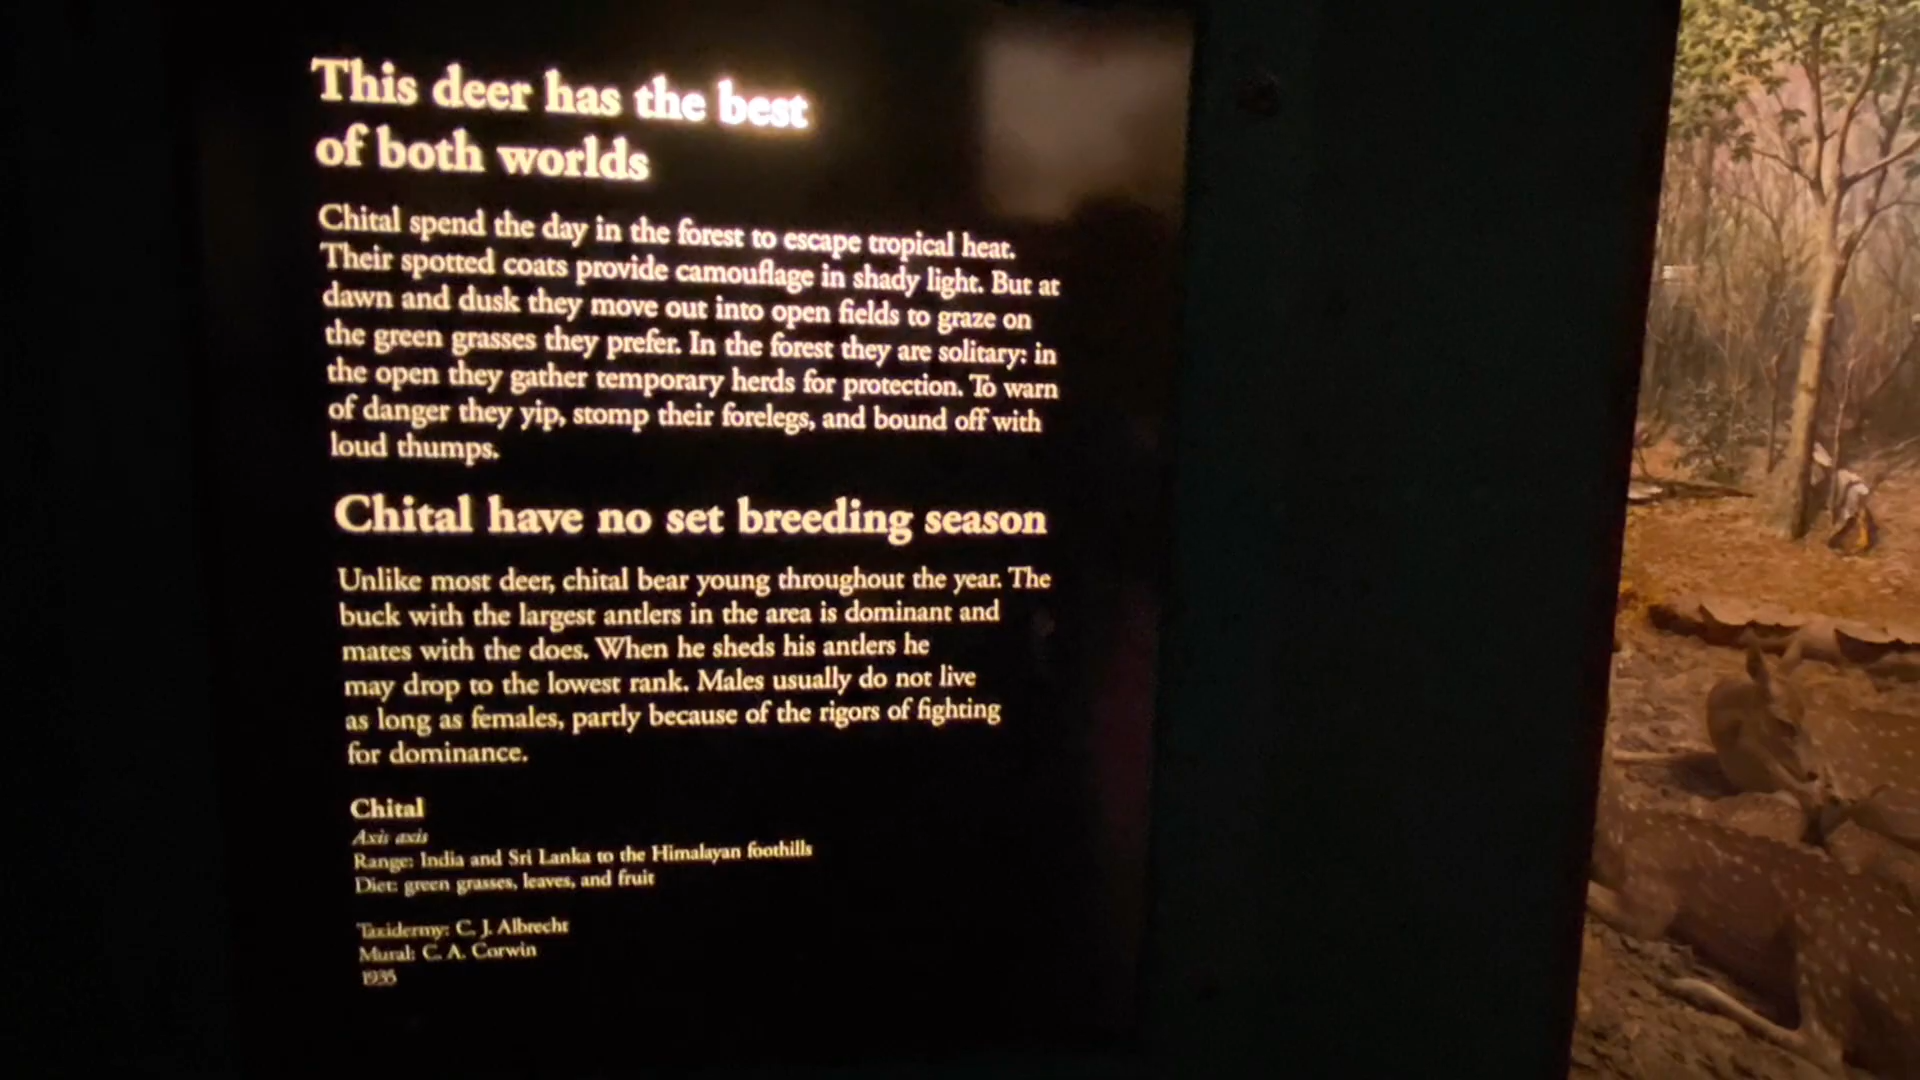 This deer has the best
of both worlds
Chital spend the day in the forest to escape tropical heat.
Their spotted coats provide camouflage in shady light. But at
dawn and dusk they move out into open fields to graze on
the green grasses they prefer. In the forest they are solitary: in
the open they gather temporary herds for protection. To warn
of danger they yip, stomp their forelegs, and bound off with
loud thumps.
Chital have no set breeding season
Unlike most deer, chital bear young throughout the year. The
buck with the largest antlers in the area is dominant and
mates with the does. When he sheds his antlers he
may drop to the lowest rank. Males usually do not live
as long as females, partly because of the rigors of fighting
for dominance.
Chital
Axis axis
Range: India and Sri Lanka to the Himalayan foothills
Diet: green grasses, leaves, and fruit
Taxidermy: C. J. Albrecht
Mural: C. A. Corwin
1935